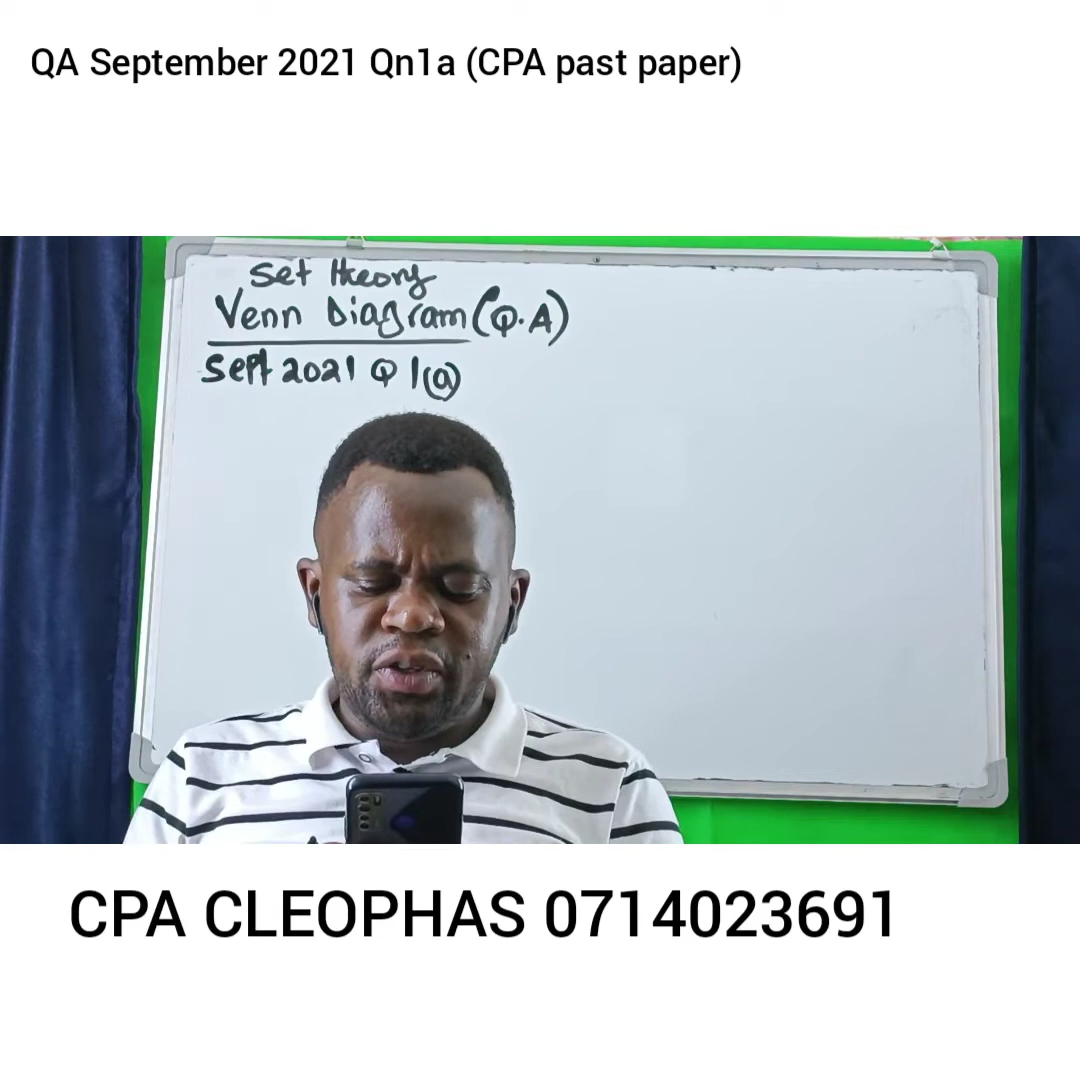 QA September 2021 Qn1a (CPA past paper)
Set theory
Venn Diagram (Q.A)
Sept 2021 Q 1(a)
CPA CLEOPHAS 0714023691